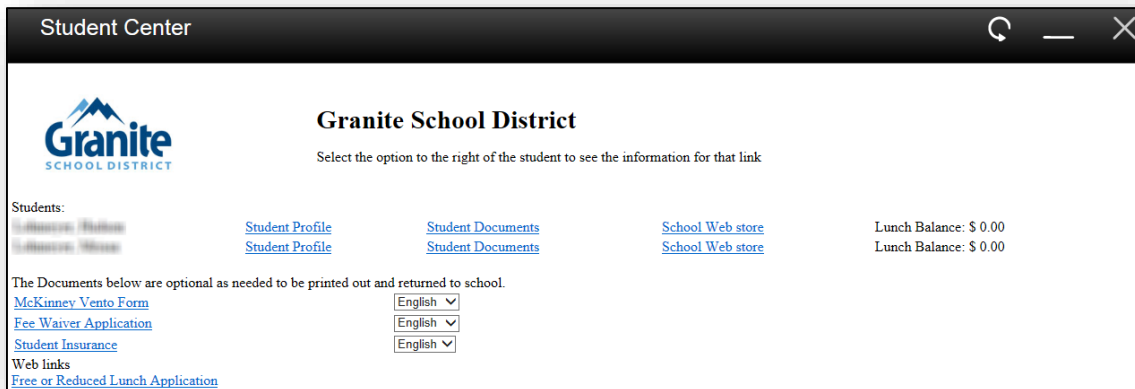 Student Center
Granite
SCHOOL DISTRICT
Granite School District
Select the option to the right of the student to see the information for that link
Students:
Student Profile Student Documents School Web store Lunch Balance: $ 0.00
Student Profile Student Documents School Web store Lunch Balance: $ 0.00
The Documents below are optional as needed to be printed out and returned to school.
McKinney Vento Form English
Fee Waiver Application English
Student Insurance English
Web links
Free or Reduced Lunch Application